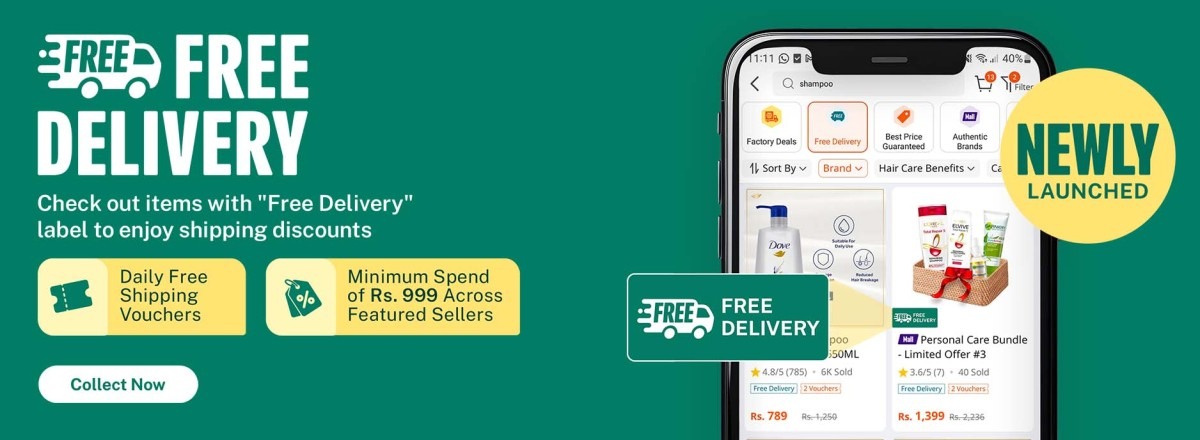 FREE
FREE
DELIVERY
Check out items with "Free Delivery"
label to enjoy shipping discounts
Daily Free
Shipping
Vouchers
Minimum Spend
of Rs. 999 Across
Featured Sellers
Collect Now
11:11
40%
shampoo
13
2
Filter
Factory Deals
FREE
Free Delivery
Best Price
Guaranteed
Mall
Authentic
Brands
Sort By
Brand
Hair Care Benefits
Ca
NEWLY
LAUNCHED
Dove
Suitable For
Daily Use
Reduced
Hair Breakage
FREE
FREE
DELIVERY
poo
650ML
4.8/5 (785)
6K Sold
Free Delivery
2 Vouchers
Rs. 789
Rs. 1,250
GARNIER
FREE
FREE
DELIVERY
Mall Personal Care Bundle
- Limited Offer #3
3.6/5 (7)
40 Sold
Free Delivery
2 Vouchers
Rs. 1,399
Rs. 2,236